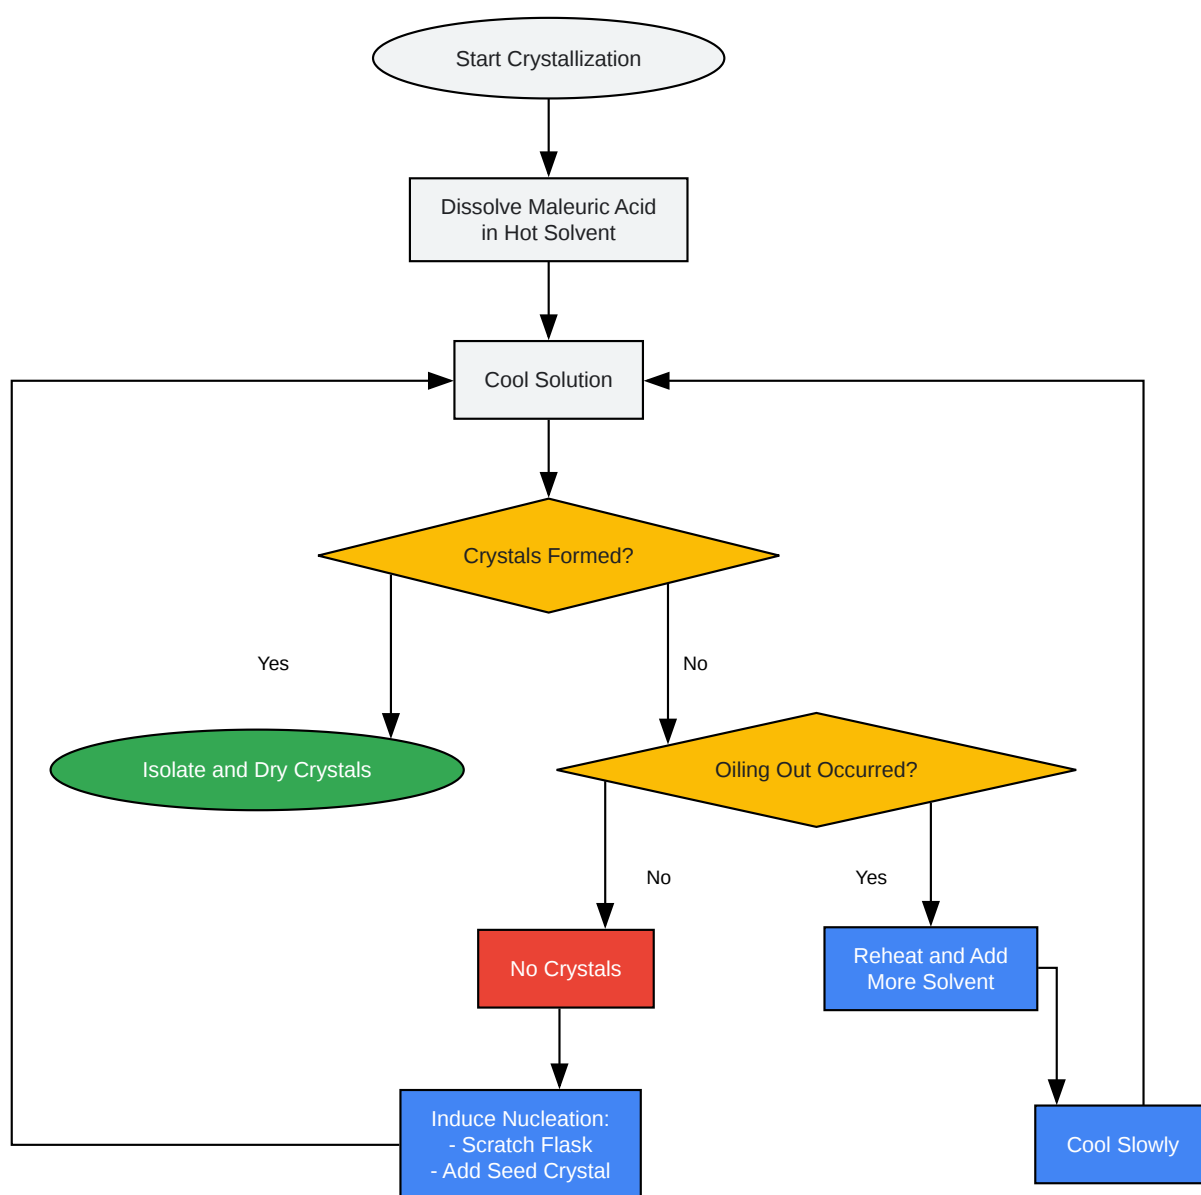 Start Crystallization
Dissolve Maleuric Acid
in Hot Solvent
Cool Solution
Crystals Formed?
Yes
No
Isolate and Dry Crystals
Oiling Out Occurred?
No
Yes
No Crystals
Reheat and Add
More Solvent
Induce Nucleation:
- Scratch Flask
- Add Seed Crystal
Cool Slowly